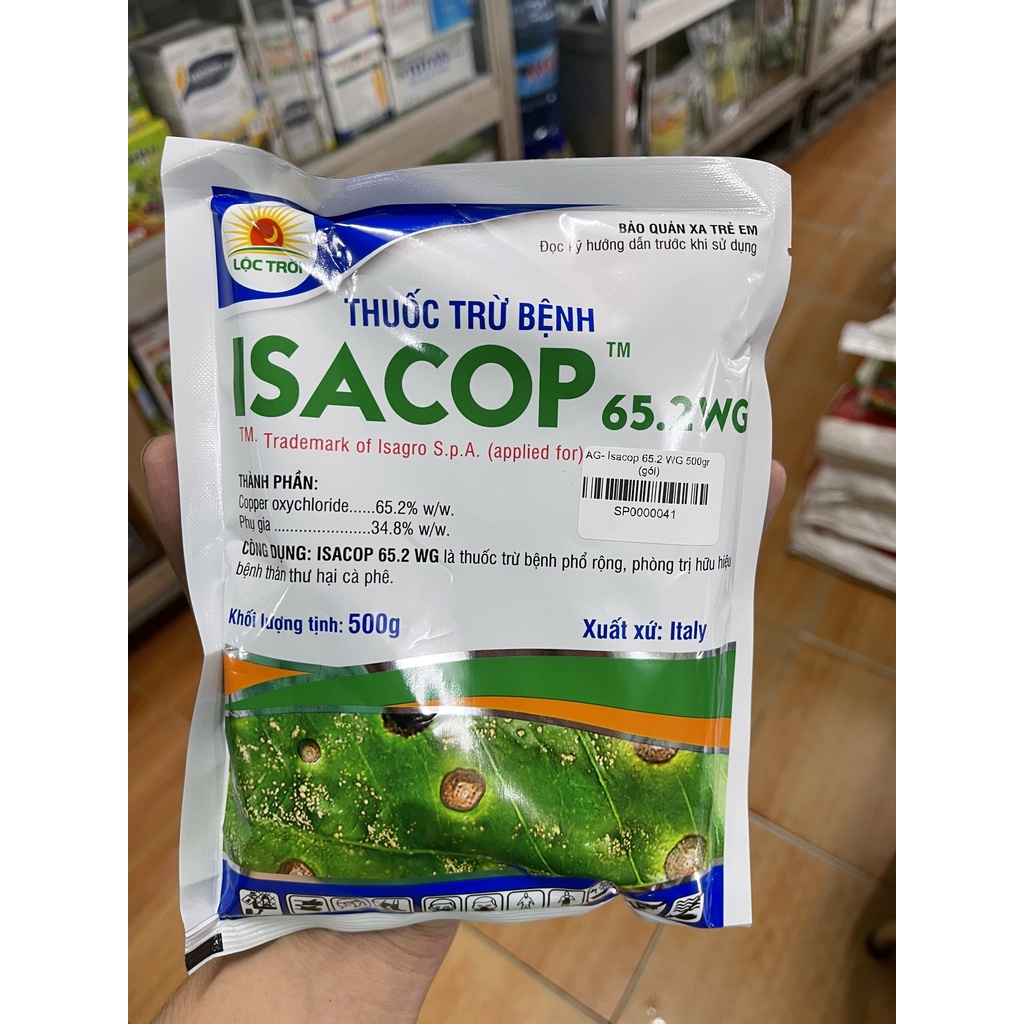 BẢO QUẢN XA TRẺ EM
Đọc kỹ hướng dẫn trước khi sử dụng
LỘC TRỜI
THUỐC TRỪ BỆNH
ISACOP™ 65.2 WG
TM. Trademark of Isagro S.p.A. (applied for)
AG- Isacop 65.2 WG 500gr
(gói)
SP0000041
THÀNH PHẦN:
Copper oxychloride......65.2% w/w.
Phụ gia .......................34.8% w/w.
CÔNG DỤNG: ISACOP 65.2 WG là thuốc trừ bệnh phổ rộng, phòng trị hữu hiệu
bệnh thán thư hại cà phê.
Khối lượng tịnh: 500g
Xuất xứ: Italy